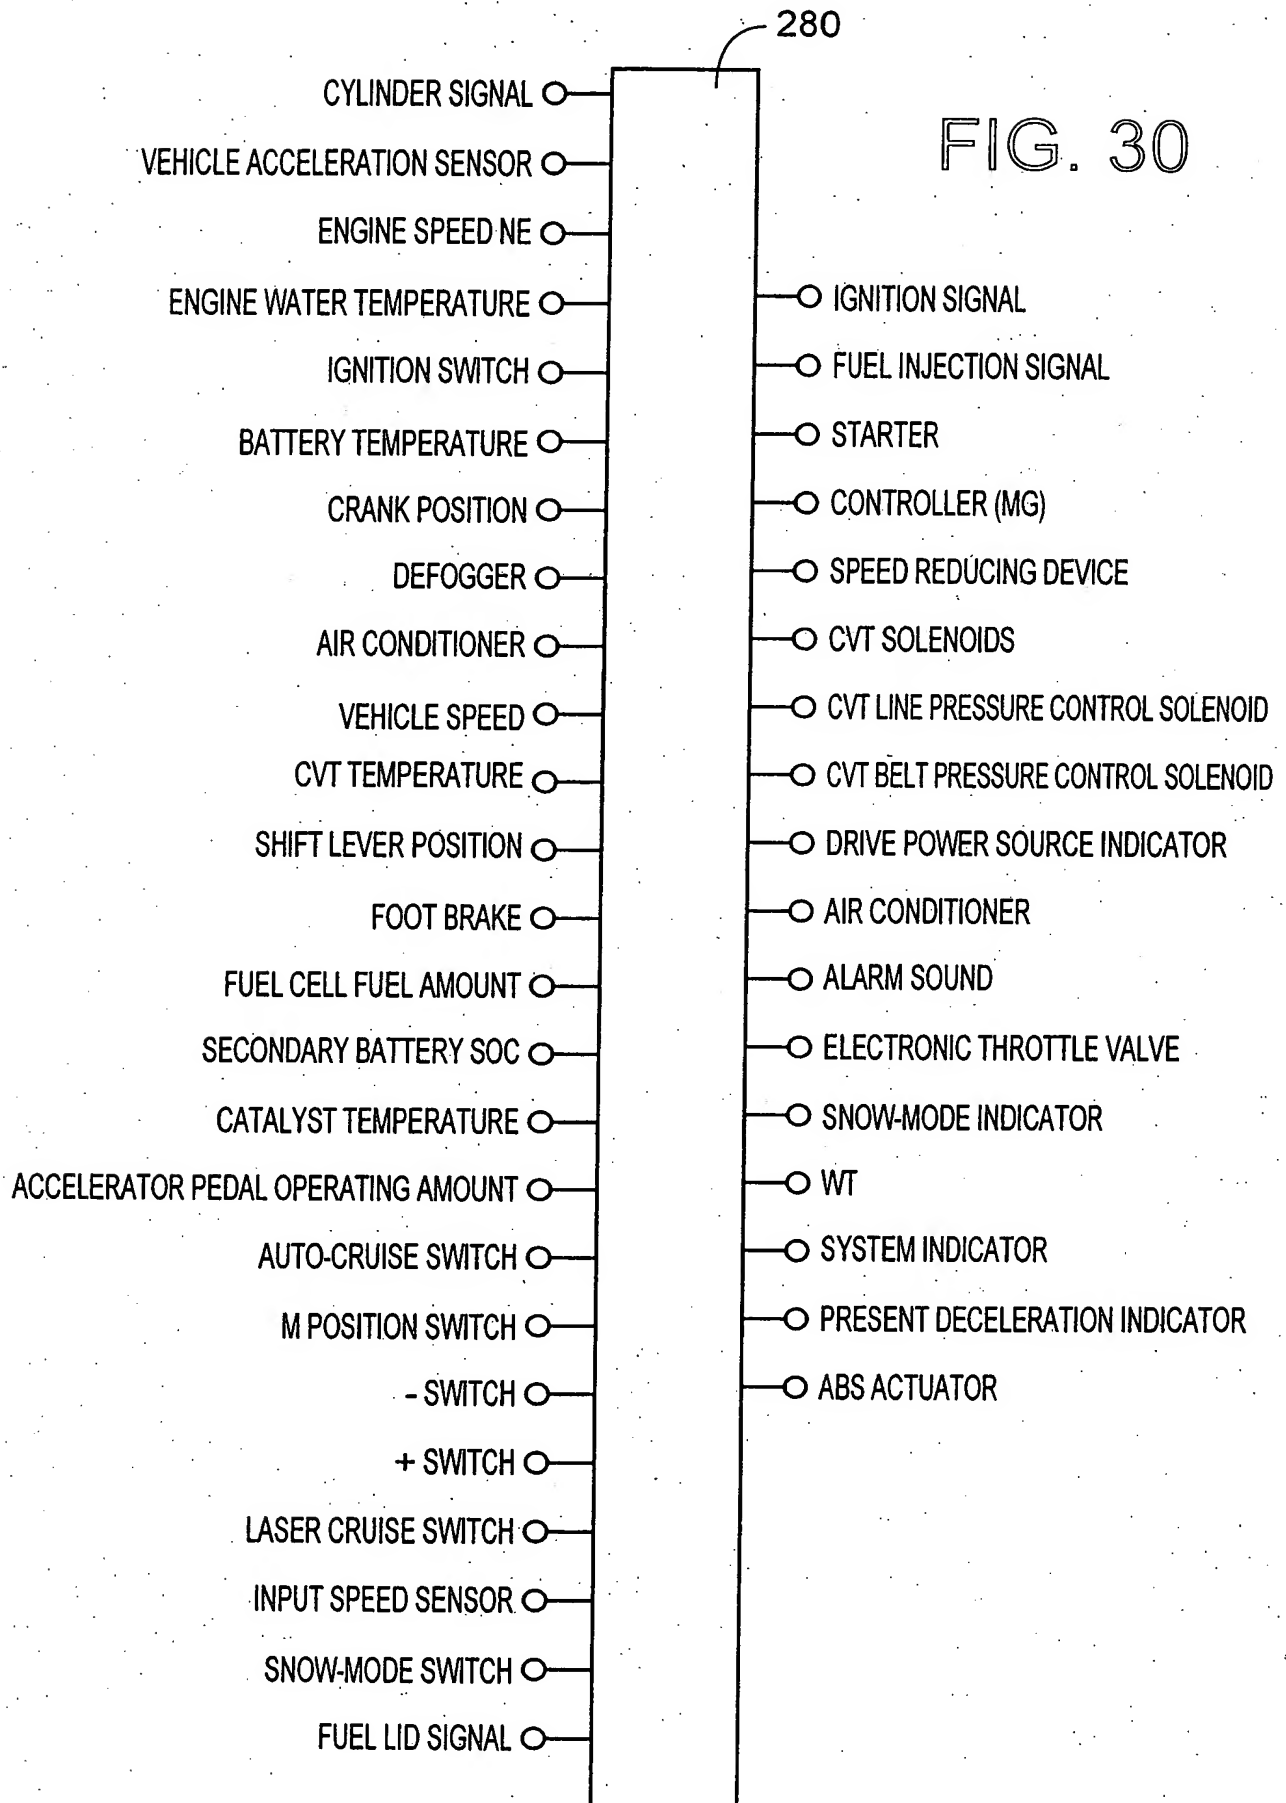 280
FIG. 30
CYLINDER SIGNAL
VEHICLE ACCELERATION SENSOR
ENGINE SPEED NE
ENGINE WATER TEMPERATURE
IGNITION SWITCH
BATTERY TEMPERATURE
CRANK POSITION
DEFOGGER
AIR CONDITIONER
VEHICLE SPEED
CVT TEMPERATURE
SHIFT LEVER POSITION
FOOT BRAKE
FUEL CELL FUEL AMOUNT
SECONDARY BATTERY SOC
CATALYST TEMPERATURE
ACCELERATOR PEDAL OPERATING AMOUNT
AUTO-CRUISE SWITCH
M POSITION SWITCH
- SWITCH
+ SWITCH
LASER CRUISE SWITCH
INPUT SPEED SENSOR
SNOW-MODE SWITCH
FUEL LID SIGNAL
IGNITION SIGNAL
FUEL INJECTION SIGNAL
STARTER
CONTROLLER (MG)
SPEED REDUCING DEVICE
CVT SOLENOIDS
CVT LINE PRESSURE CONTROL SOLENOID
CVT BELT PRESSURE CONTROL SOLENOID
DRIVE POWER SOURCE INDICATOR
AIR CONDITIONER
ALARM SOUND
ELECTRONIC THROTTLE VALVE
SNOW-MODE INDICATOR
WT
SYSTEM INDICATOR
PRESENT DECELERATION INDICATOR
ABS ACTUATOR